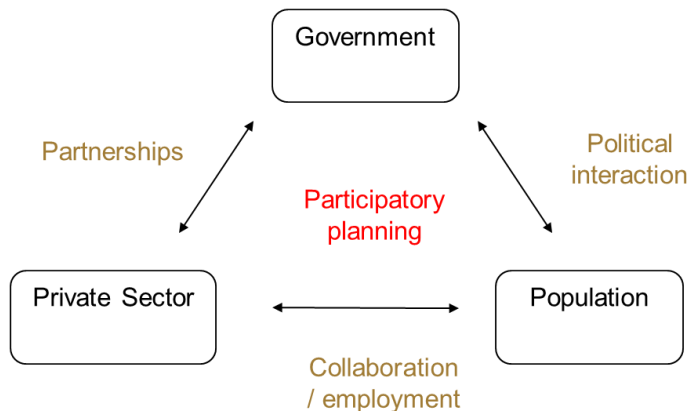 Government
Partnerships
Political
interaction
Participatory
planning
Private Sector
Population
Collaboration
/ employment